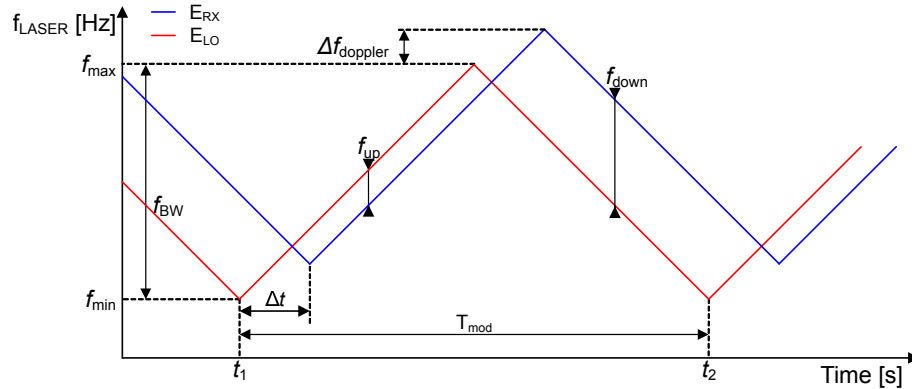 f_LASER [Hz]
E_RX
E_LO
Δf_doppler
f_max
f_down
f_up
f_BW
f_min
Δt
T_mod
t_1
t_2
Time [s]